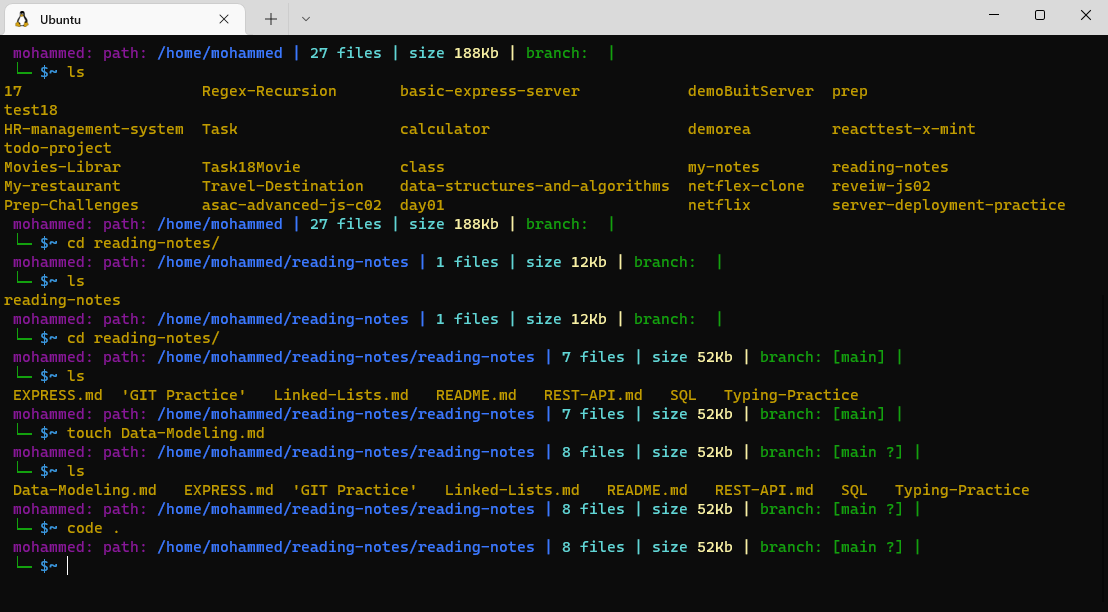 Ubuntu
mohammed: path: /home/mohammed | 27 files | size 188Kb | branch:  |
└─ $~ ls
17                    Regex-Recursion       basic-express-server            demoBuitServer  prep
test18
HR-management-system  Task                  calculator                      demorea         reacttest-x-mint
todo-project
Movies-Librar         Task18Movie           class                           my-notes        reading-notes
My-restaurant         Travel-Destination    data-structures-and-algorithms  netflex-clone   reveiw-js02
Prep-Challenges       asac-advanced-js-c02  day01                           netflix         server-deployment-practice
mohammed: path: /home/mohammed | 27 files | size 188Kb | branch:  |
└─ $~ cd reading-notes/
mohammed: path: /home/mohammed/reading-notes | 1 files | size 12Kb | branch:  |
└─ $~ ls
reading-notes
mohammed: path: /home/mohammed/reading-notes | 1 files | size 12Kb | branch:  |
└─ $~ cd reading-notes/
mohammed: path: /home/mohammed/reading-notes/reading-notes | 7 files | size 52Kb | branch: [main] |
└─ $~ ls
EXPRESS.md  'GIT Practice'   Linked-Lists.md   README.md   REST-API.md   SQL   Typing-Practice
mohammed: path: /home/mohammed/reading-notes/reading-notes | 7 files | size 52Kb | branch: [main] |
└─ $~ touch Data-Modeling.md
mohammed: path: /home/mohammed/reading-notes/reading-notes | 8 files | size 52Kb | branch: [main ?] |
└─ $~ ls
Data-Modeling.md   EXPRESS.md  'GIT Practice'   Linked-Lists.md   README.md   REST-API.md   SQL   Typing-Practice
mohammed: path: /home/mohammed/reading-notes/reading-notes | 8 files | size 52Kb | branch: [main ?] |
└─ $~ code .
mohammed: path: /home/mohammed/reading-notes/reading-notes | 8 files | size 52Kb | branch: [main ?] |
└─ $~